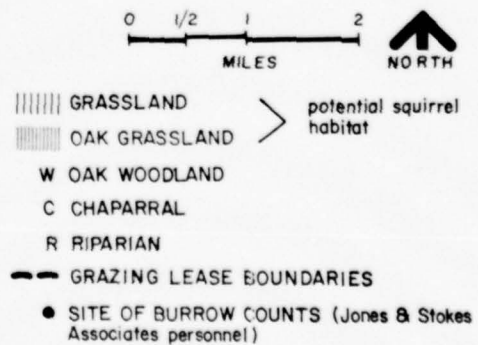 0 1/2 1 2
MILES
NORTH
GRASSLAND
OAK GRASSLAND
potential squirrel
habitat
W OAK WOODLAND
C CHAPARRAL
R RIPARIAN
GRAZING LEASE BOUNDARIES
SITE OF BURROW COUNTS (Jones & Stokes
Associates personnel)